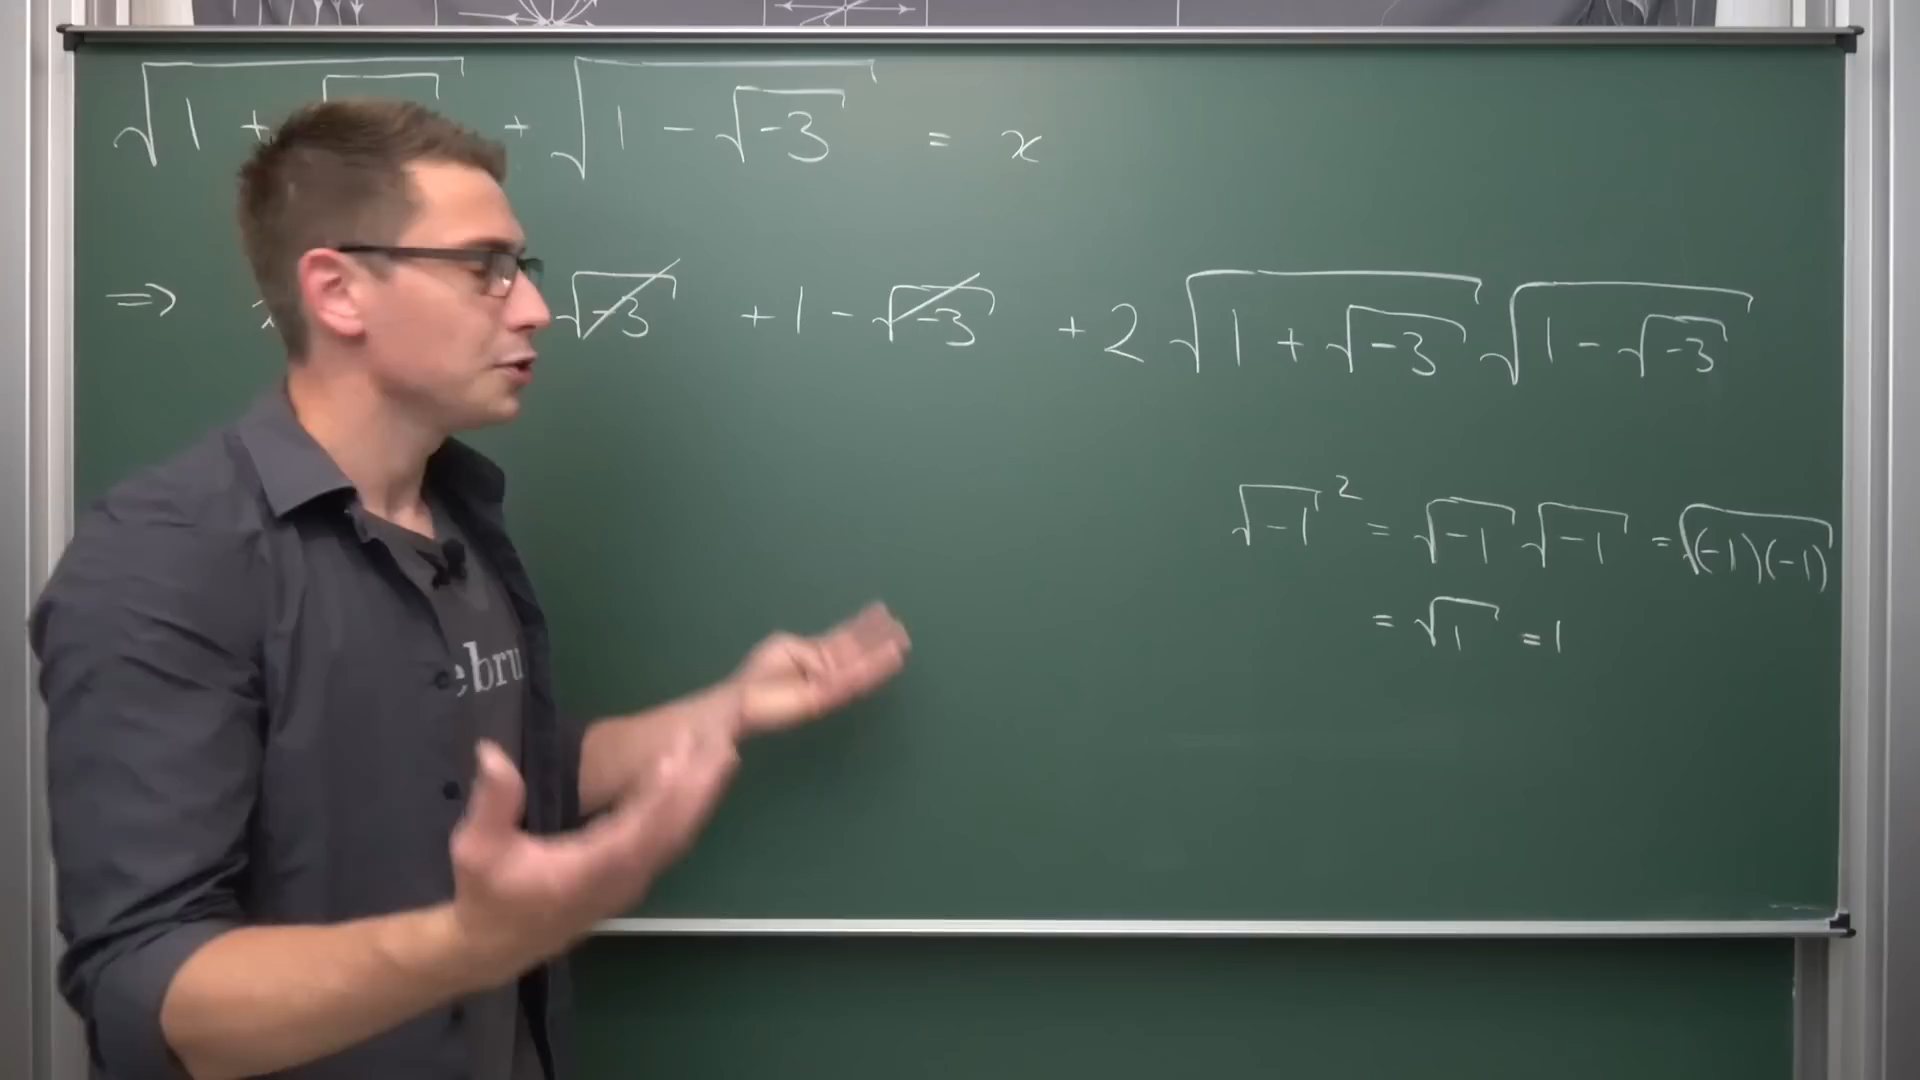 √1 + √ + √1 - √-3 = x
⇒ √-3 + 1 - √-3 + 2 √1 + √-3 √1 - √-3
√-1² = √-1 √-1 = √(-1)(-1)
= √1 = 1
ebru